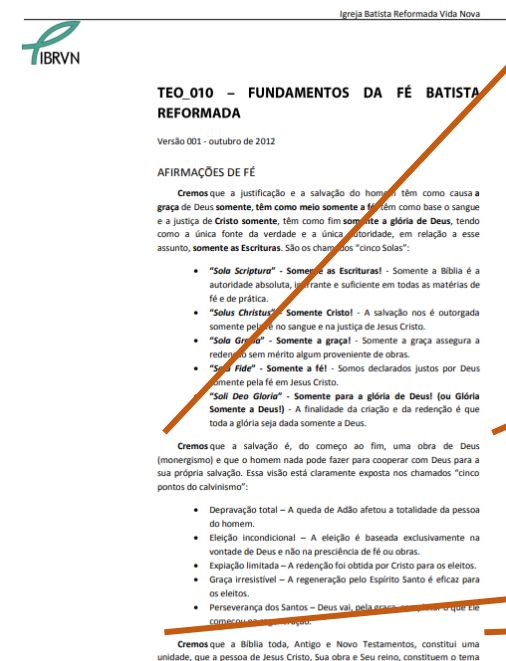 Igreja Batista Reformada Vida Nova
IBRVN
TEO_010 – FUNDAMENTOS DA FÉ BATISTA
REFORMADA
Versão 001 - outubro de 2012
AFIRMAÇÕES DE FÉ
Cremos que a justificação e a salvação do homem têm como causa a
graça de Deus somente, têm como meio somente a fé, têm como base o sangue
e a justiça de Cristo somente, têm como fim somente a glória de Deus, tendo
como a única fonte da verdade e a única autoridade, em relação a esse
assunto, somente as Escrituras. São os chamados "cinco Solas":
• "Sola Scriptura" - Somente as Escrituras! - Somente a Bíblia é a
autoridade absoluta, inerrante e suficiente em todas as matérias de
fé e de prática.
• "Solus Christus" - Somente Cristo! - A salvação nos é outorgada
somente pela fé no sangue e na justiça de Jesus Cristo.
• "Sola Gratia" - Somente a graça! - Somente a graça assegura a
redenção sem mérito algum proveniente de obras.
• "Sola Fide" - Somente a fé! - Somos declarados justos por Deus
somente pela fé em Jesus Cristo.
• "Soli Deo Gloria" - Somente para a glória de Deus! (ou Glória
Somente a Deus!) - A finalidade da criação e da redenção é que
toda a glória seja dada somente a Deus.
Cremos que a salvação é, do começo ao fim, uma obra de Deus
(monergismo) e que o homem nada pode fazer para cooperar com Deus para a
sua própria salvação. Essa visão está claramente exposta nos chamados "cinco
pontos do calvinismo":
• Depravação total – A queda de Adão afetou a totalidade da pessoa
do homem.
• Eleição incondicional – A eleição é baseada exclusivamente na
vontade de Deus e não na presciência de fé ou obras.
• Expiação limitada – A redenção foi obtida por Cristo para os eleitos.
• Graça irresistível – A regeneração pelo Espírito Santo é eficaz para
os eleitos.
• Perseverança dos Santos – Deus vai, pela graça, completar o que Ele
começou na regeneração.
Cremos que a Bíblia toda, Antigo e Novo Testamentos, constitui uma
unidade, que a pessoa de Jesus Cristo, Sua obra e Seu reino, constituem o tema